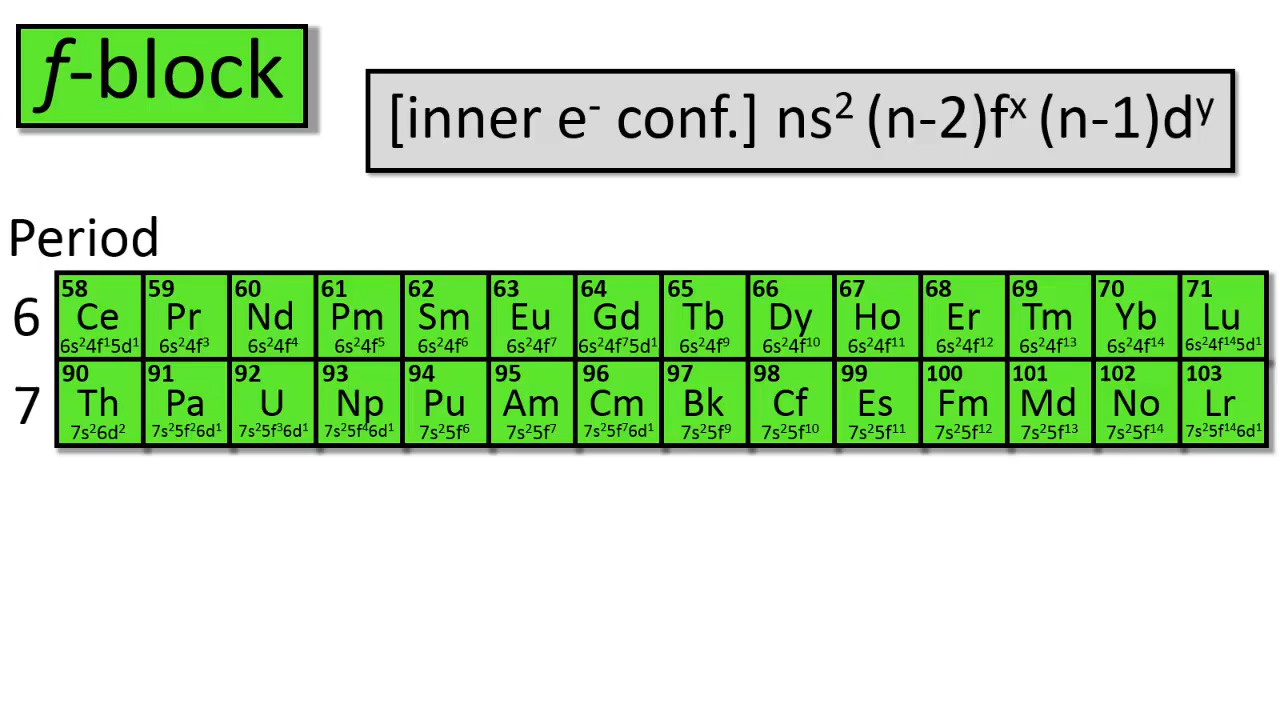 f-block
[inner e⁻ conf.] ns² (n-2)fˣ (n-1)dʸ
Period
6
58 59 60 61 62 63 64 65 66 67 68 69 70 71
Ce Pr Nd Pm Sm Eu Gd Tb Dy Ho Er Tm Yb Lu
6s²4f¹5d¹ 6s²4f³ 6s²4f⁴ 6s²4f⁵ 6s²4f⁶ 6s²4f⁷ 6s²4f⁷5d¹ 6s²4f⁹ 6s²4f¹⁰ 6s²4f¹¹ 6s²4f¹² 6s²4f¹³ 6s²4f¹⁴ 6s²4f¹⁴5d¹
7
90 91 92 93 94 95 96 97 98 99 100 101 102 103
Th Pa U Np Pu Am Cm Bk Cf Es Fm Md No Lr
7s²6d² 7s²5f²6d¹ 7s²5f³6d¹ 7s²5f⁴6d¹ 7s²5f⁶ 7s²5f⁷ 7s²5f⁷6d¹ 7s²5f⁹ 7s²5f¹⁰ 7s²5f¹¹ 7s²5f¹² 7s²5f¹³ 7s²5f¹⁴ 7s²5f¹⁴6d¹